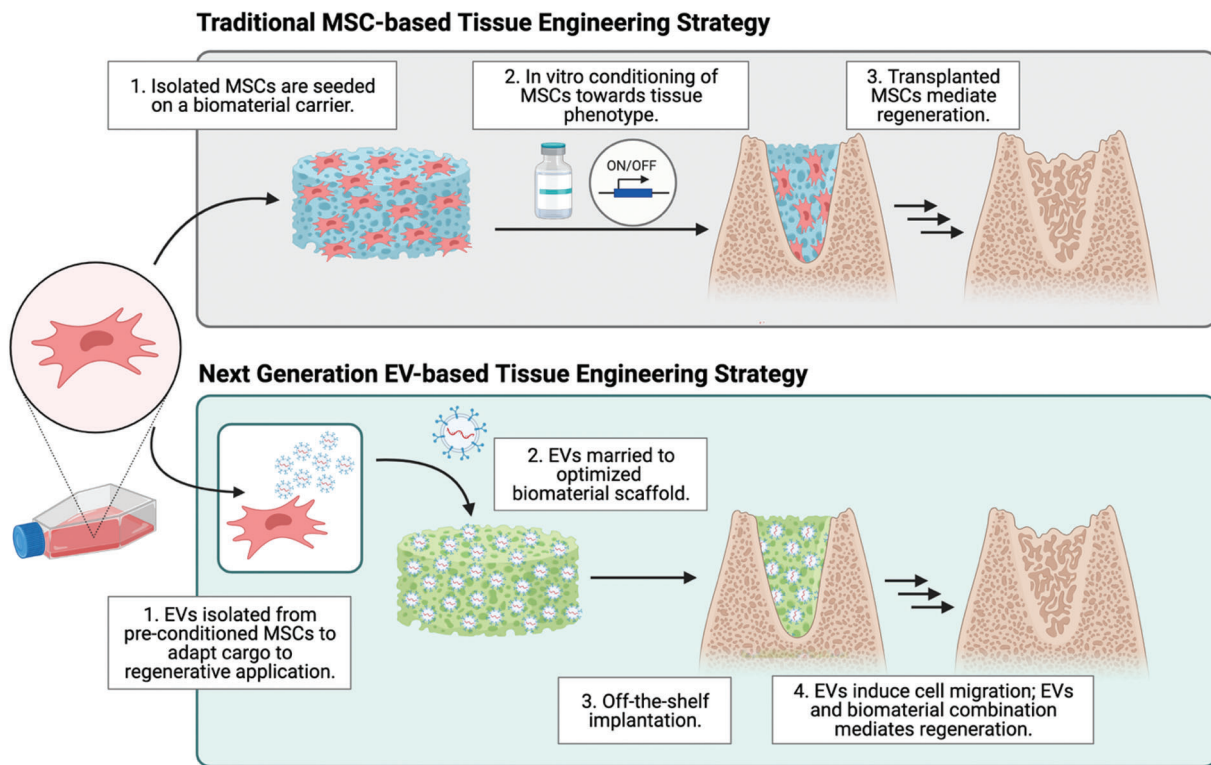 Traditional MSC-based Tissue Engineering Strategy
1. Isolated MSCs are seeded
on a biomaterial carrier.
2. In vitro conditioning of
MSCs towards tissue
phenotype.
3. Transplanted
MSCs mediate
regeneration.
ON/OFF
Next Generation EV-based Tissue Engineering Strategy
2. EVs married to
optimized
biomaterial scaffold.
1. EVs isolated from
pre-conditioned MSCs to
adapt cargo to
regenerative application.
3. Off-the-shelf
implantation.
4. EVs induce cell migration; EVs
and biomaterial combination
mediates regeneration.